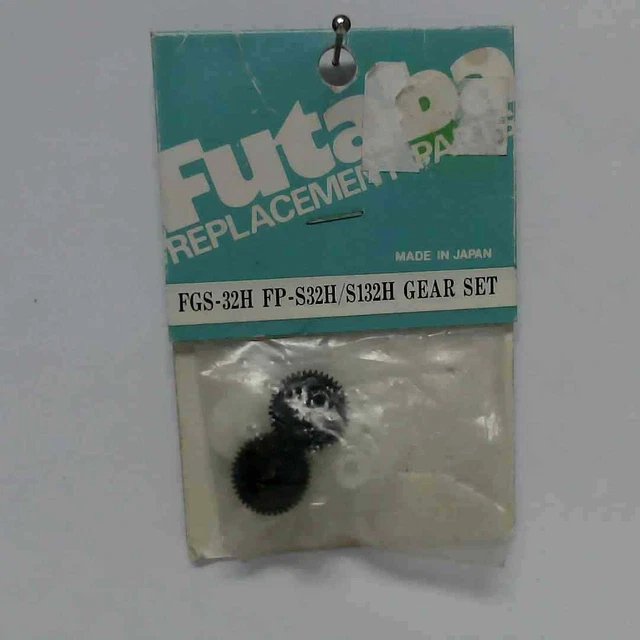 Futaba
REPLACEMENT PARTS
MADE IN JAPAN
FGS-32H FP-S32H/S132H GEAR SET